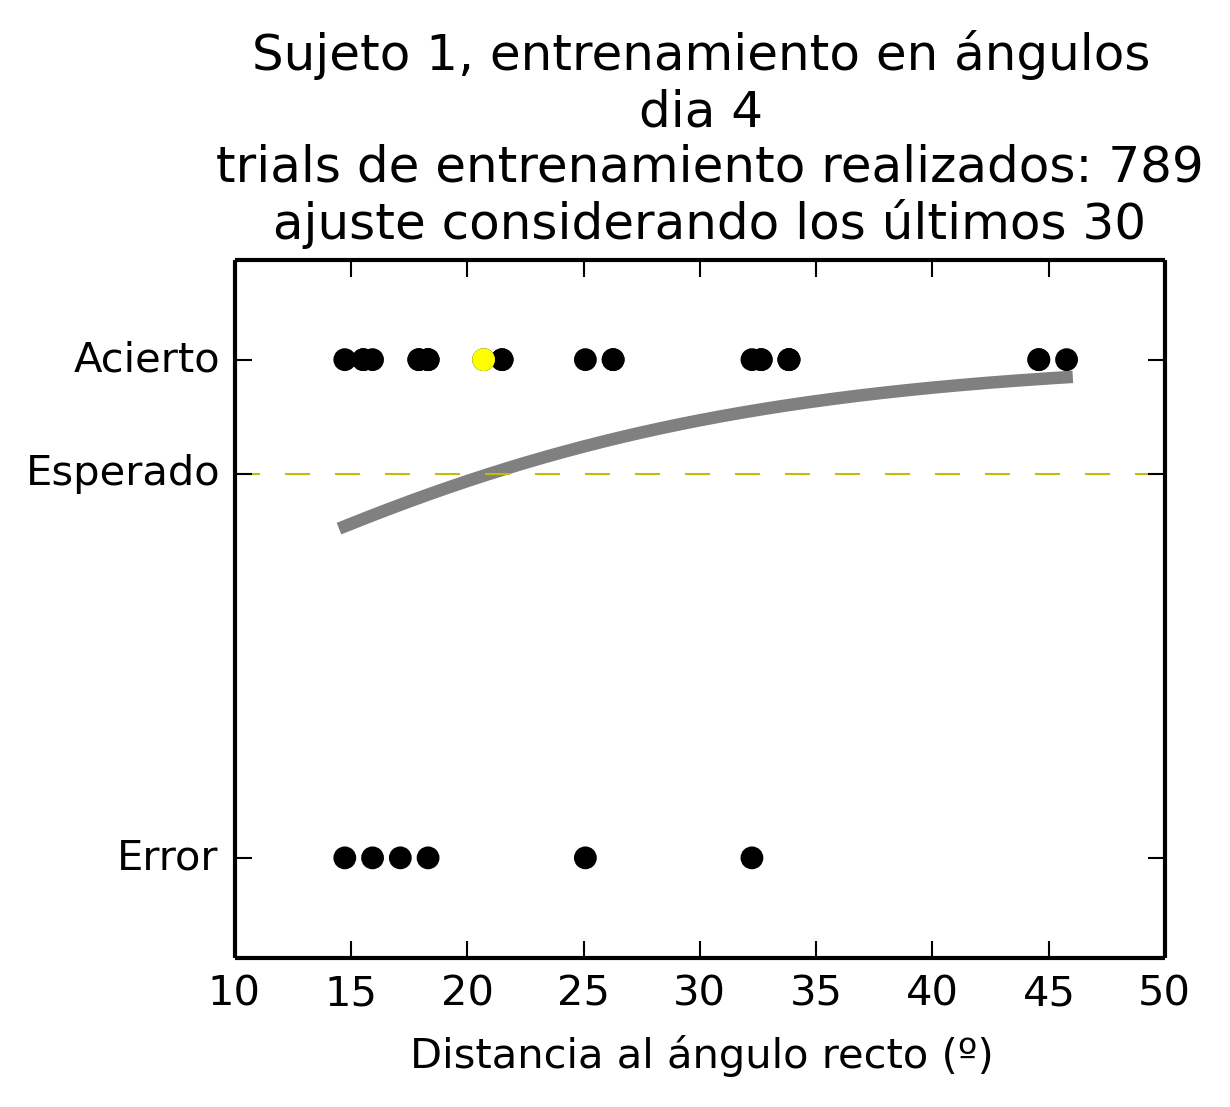 Sujeto 1, entrenamiento en ángulos
dia 4
trials de entrenamiento realizados: 789
ajuste considerando los últimos 30
Acierto
Esperado
Error
10 15 20 25 30 35 40 45 50
Distancia al ángulo recto (º)